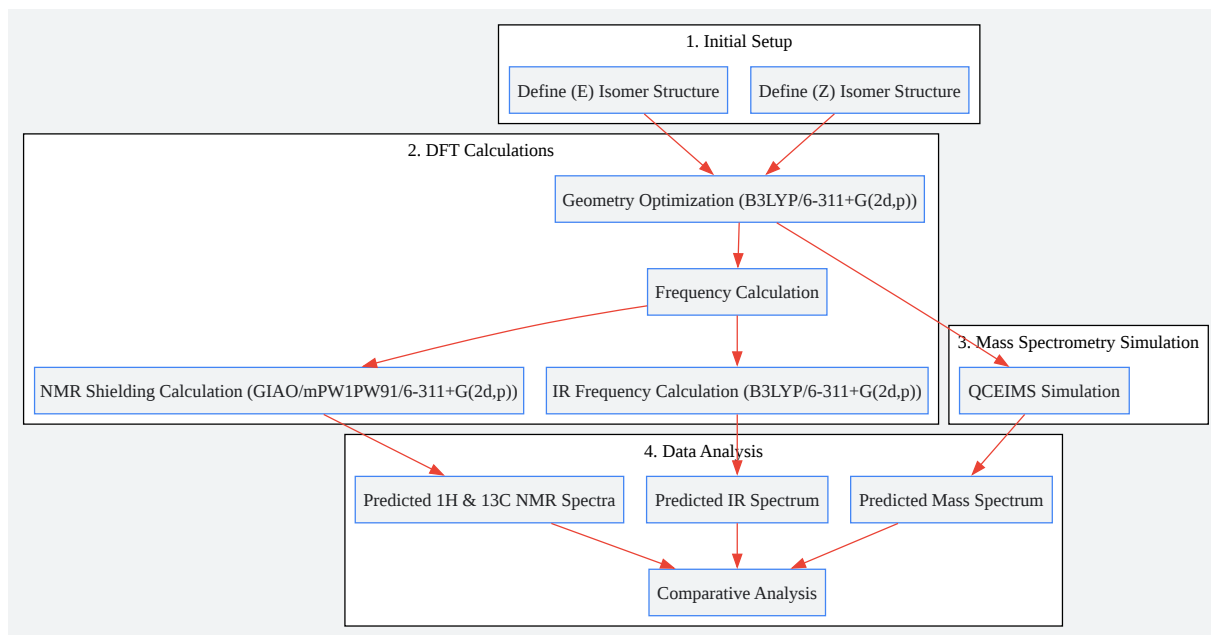 1. Initial Setup
Define (E) Isomer Structure
Define (Z) Isomer Structure
2. DFT Calculations
Geometry Optimization (B3LYP/6-311+G(2d,p))
Frequency Calculation
3. Mass Spectrometry Simulation
NMR Shielding Calculation (GIAO/mPW1PW91/6-311+G(2d,p))
IR Frequency Calculation (B3LYP/6-311+G(2d,p))
QCEIMS Simulation
4. Data Analysis
Predicted 1H & 13C NMR Spectra
Predicted IR Spectrum
Predicted Mass Spectrum
Comparative Analysis